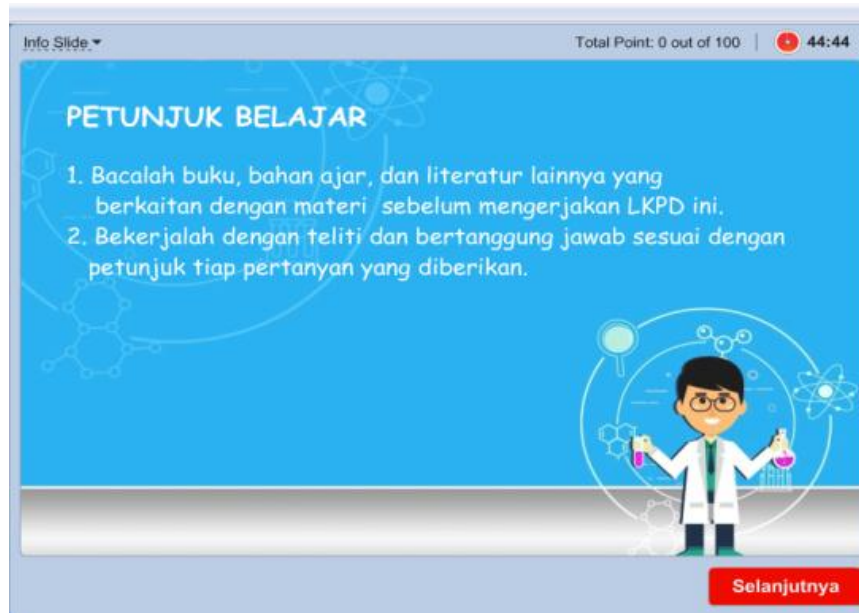 Info Slide
Total Point: 0 out of 100 | 44:44
PETUNJUK BELAJAR
1. Bacalah buku, bahan ajar, dan literatur lainnya yang
berkaitan dengan materi sebelum mengerjakan LKPD ini.
2. Bekerjalah dengan teliti dan bertanggung jawab sesuai dengan
petunjuk tiap pertanyan yang diberikan.
Selanjutnya